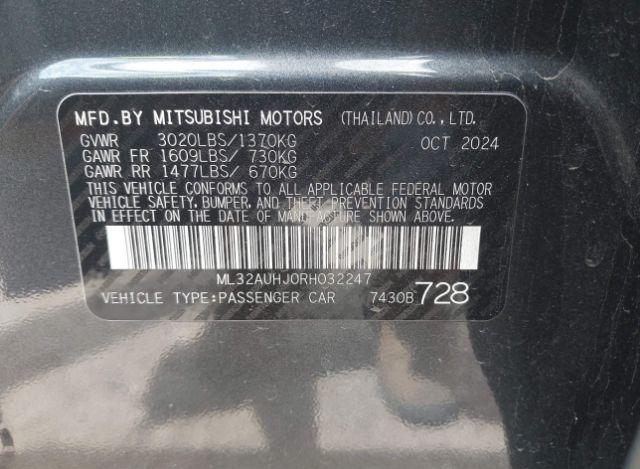 MFD.BY MITSUBISHI MOTORS (THAILAND)CO.,LTD.
GVWR 3020LBS/1370KG OCT 2024
GAWR FR 1609LBS/ 730KG
GAWR RR 1477LBS/ 670KG
THIS VEHICLE CONFORMS TO ALL APPLICABLE FEDERAL MOTOR
VEHICLE SAFETY, BUMPER, AND THEFT PREVENTION STANDARDS
IN EFFECT ON THE DATE OF MANUFACTURE SHOWN ABOVE.
ML32AUHJ0RH032247
VEHICLE TYPE:PASSENGER CAR 7430B 728